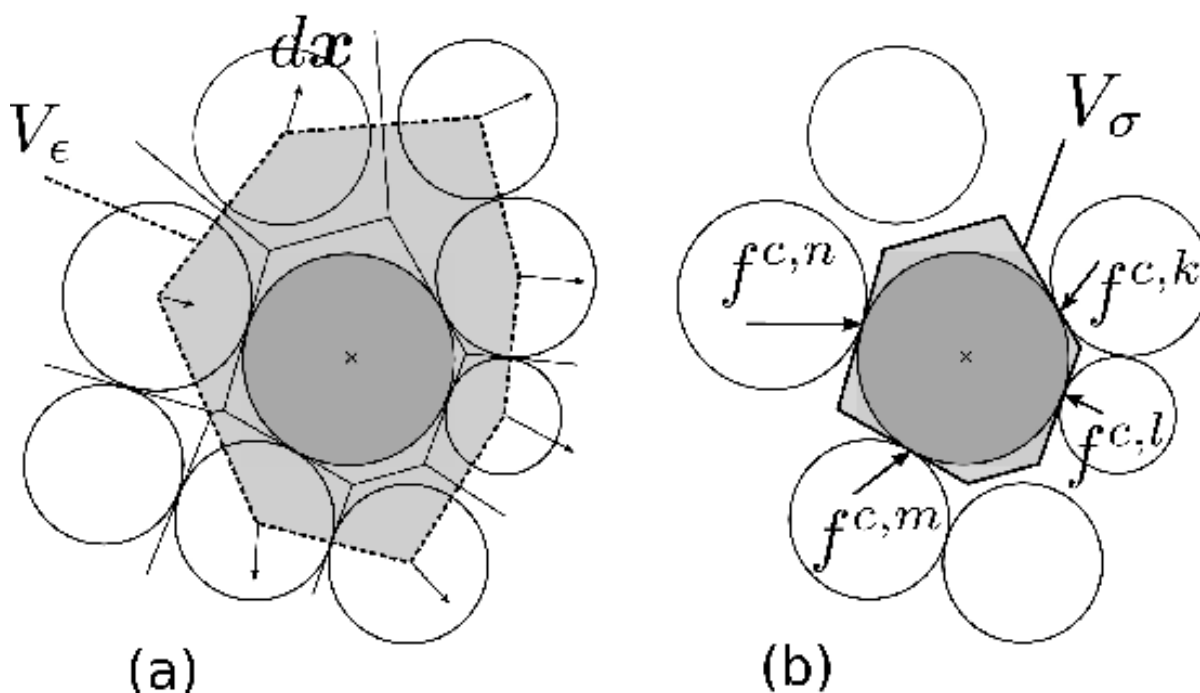 dx
V_ϵ
(a)
V_σ
f^{c,n}
f^{c,k}
f^{c,l}
f^{c,m}
(b)